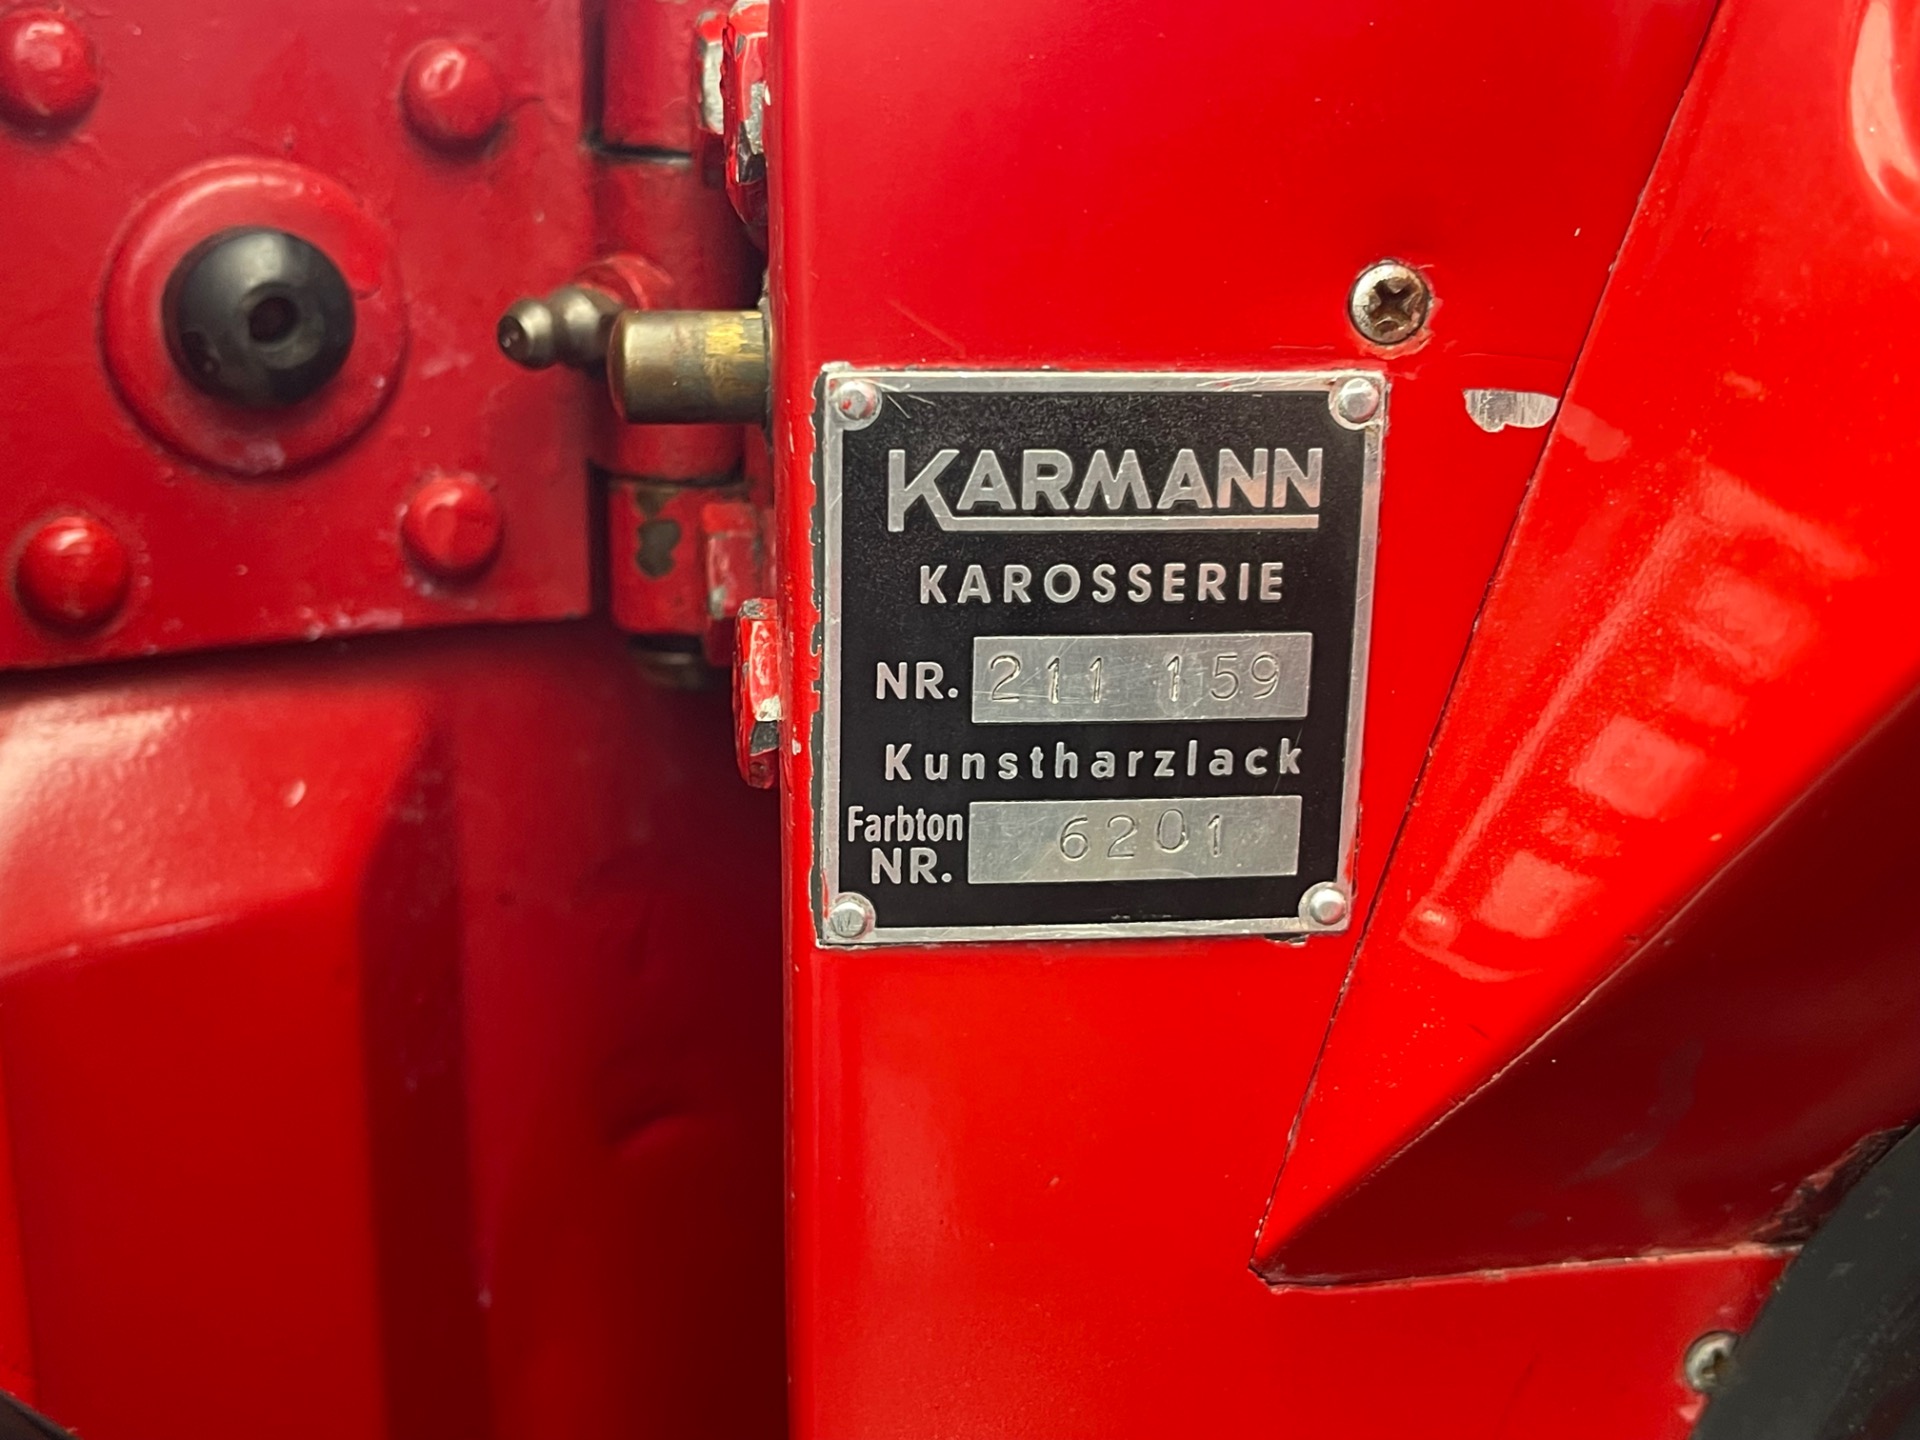 KARMANN
KAROSSERIE
NR. 211 159
Kunstharzlack
Farbton
NR. 6201